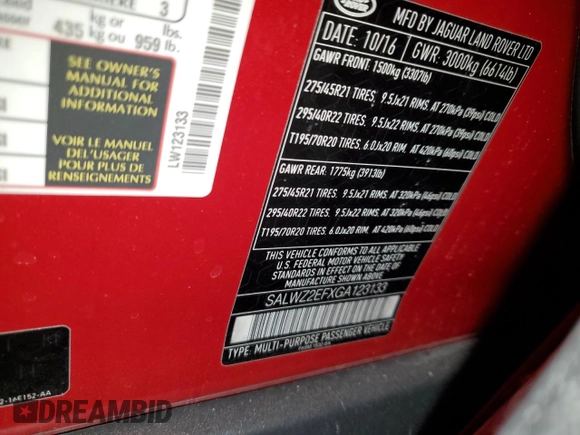 3
kg or
lbs.
435 kg ou 959 lb.
SEE OWNER'S
MANUAL FOR
ADDITIONAL
INFORMATION
VOIR LE MANUEL
DE L'USAGER
POUR PLUS DE
RENSEIGNEMENTS
LW123133
MFD BY JAGUAR LAND ROVER LTD
DATE: 10/16 GWR: 3000kg (6614lb)
GAWR FRONT: 1500kg (3307lb)
275/45R21 TIRES, 9.5Jx21 RIMS. AT 270kPa (39psi) COLD
295/40R22 TIRES, 9.5Jx22 RIMS. AT 270kPa (39psi) COLD
T195/70R20 TIRES. 6.0Jx20 RIM. AT 420kPa (60psi) COLD
GAWR REAR: 1775kg (3913lb)
275/45R21 TIRES, 9.5Jx21 RIMS. AT 320kPa (46psi) COLD
295/40R22 TIRES, 9.5Jx22 RIMS. AT 320kPa (46psi) COLD
T195/70R20 TIRES. 6.0Jx20 RIM. AT 420kPa (60psi) COLD
THIS VEHICLE CONFORMS TO ALL APPLICABLE
U.S. FEDERAL MOTOR VEHICLE SAFETY
STANDARDS IN EFFECT ON THE DATE OF
MANUFACTURE SHOWN ABOVE
SALWZ2EFXGA123133
TYPE: MULTI-PURPOSE PASSENGER VEHICLE
2-16E152-AA
DREAMBID